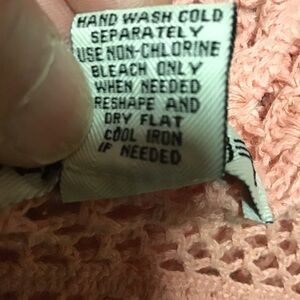 HAND WASH COLD
SEPARATELY
USE NON-CHLORINE
BLEACH ONLY
WHEN NEEDED
RESHAPE AND
DRY FLAT
COOL IRON
IF NEEDED